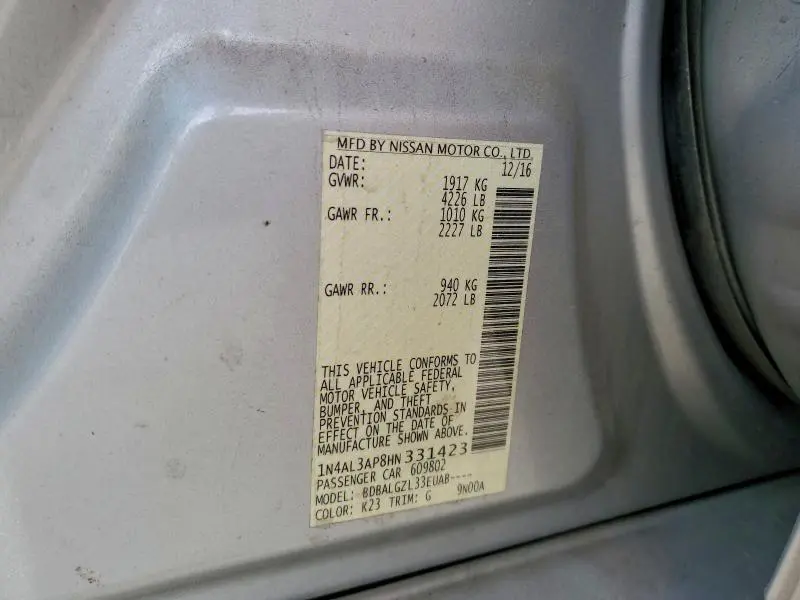 MFD BY NISSAN MOTOR CO., LTD.
DATE: 12/16
GVWR: 1917 KG
4226 LB
GAWR FR.: 1010 KG
2227 LB
GAWR RR.: 940 KG
2072 LB
THIS VEHICLE CONFORMS TO
ALL APPLICABLE FEDERAL
MOTOR VEHICLE SAFETY,
BUMPER, AND THEFT
PREVENTION STANDARDS IN
EFFECT ON THE DATE OF
MANUFACTURE SHOWN ABOVE.
1N4AL3AP8HN331423
PASSENGER CAR 609802
MODEL: BDBALGZL33EUAB----
COLOR: K23 TRIM: G 9N00A